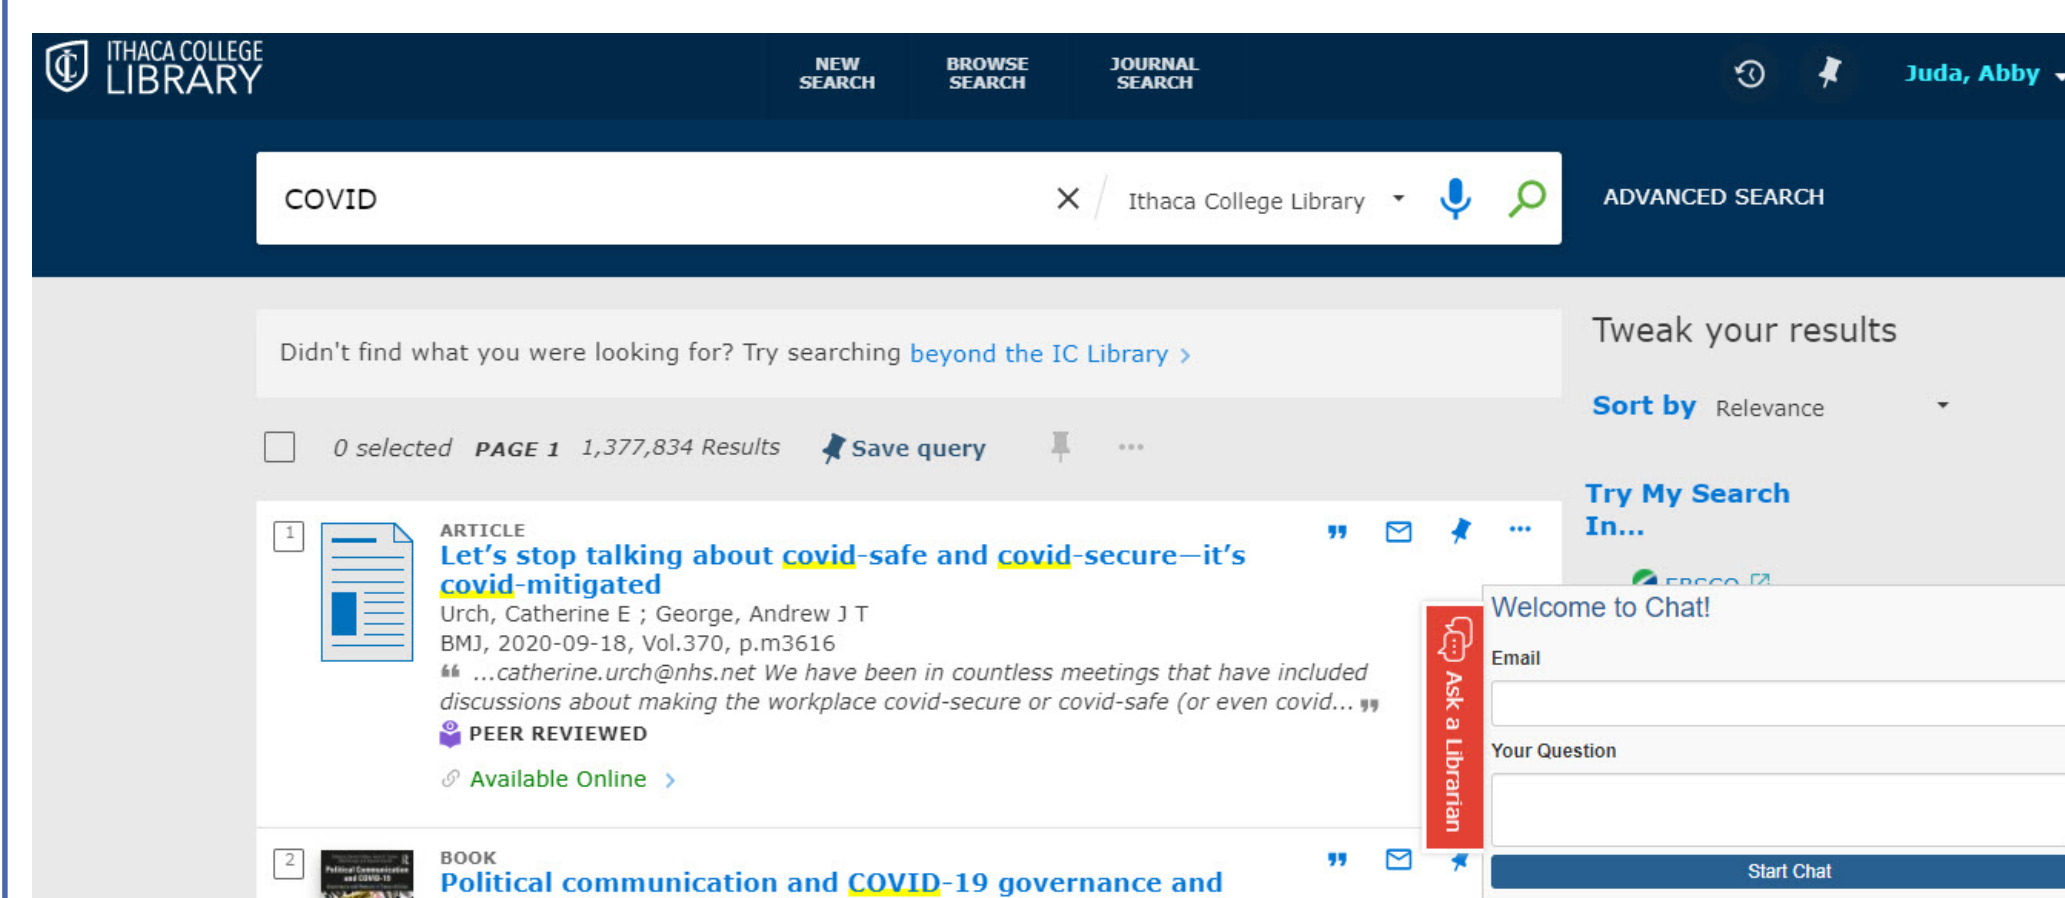 ITHACA COLLEGE
LIBRARY
NEW
SEARCH
BROWSE
SEARCH
JOURNAL
SEARCH
Juda, Abby
COVID
Ithaca College Library
ADVANCED SEARCH
Didn't find what you were looking for? Try searching beyond the IC Library >
Tweak your results
Sort by Relevance
0 selected PAGE 1 1,377,834 Results Save query
Try My Search
In...
EBSCO
1
ARTICLE
Let's stop talking about covid-safe and covid-secure—it's
covid-mitigated
Urch, Catherine E ; George, Andrew J T
BMJ, 2020-09-18, Vol.370, p.m3616
“ ...catherine.urch@nhs.net We have been in countless meetings that have included
discussions about making the workplace covid-secure or covid-safe (or even covid... ”
PEER REVIEWED
Available Online >
Ask a Librarian
Welcome to Chat!
Email
Your Question
Start Chat
2
Political Communication
and COVID-19
BOOK
Political communication and COVID-19 governance and